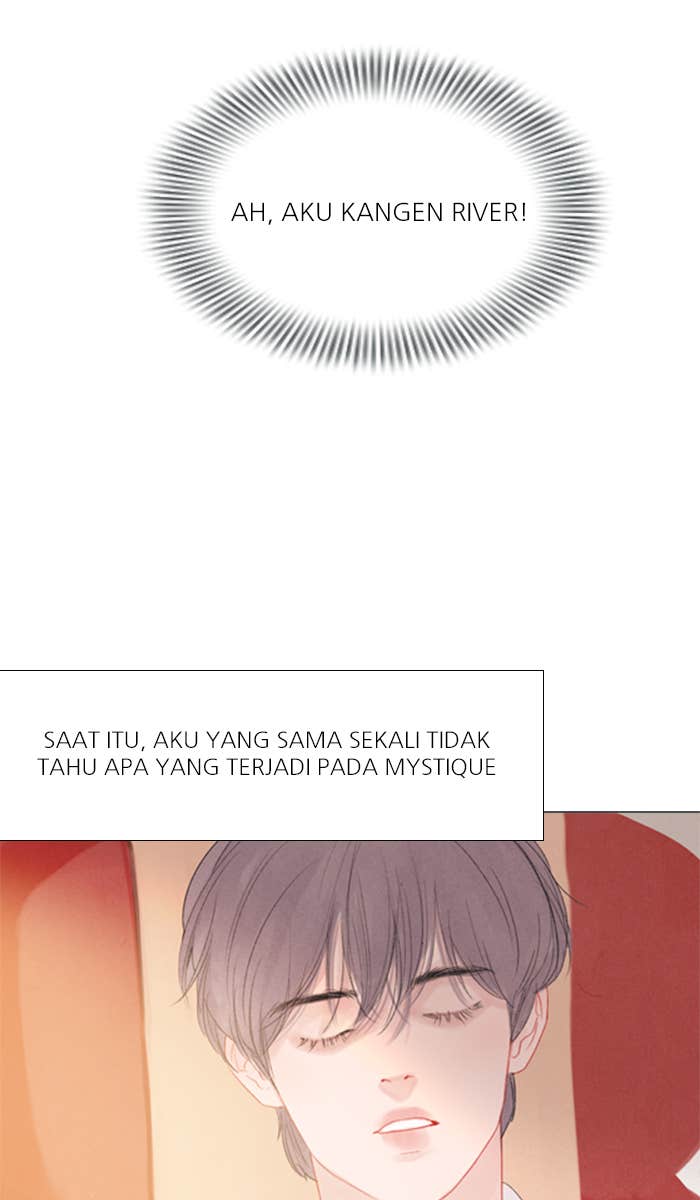 AH, AKU KANGEN RIVER!
SAAT ITU, AKU YANG SAMA SEKALI TIDAK
TAHU APA YANG TERJADI PADA MYSTIQUE